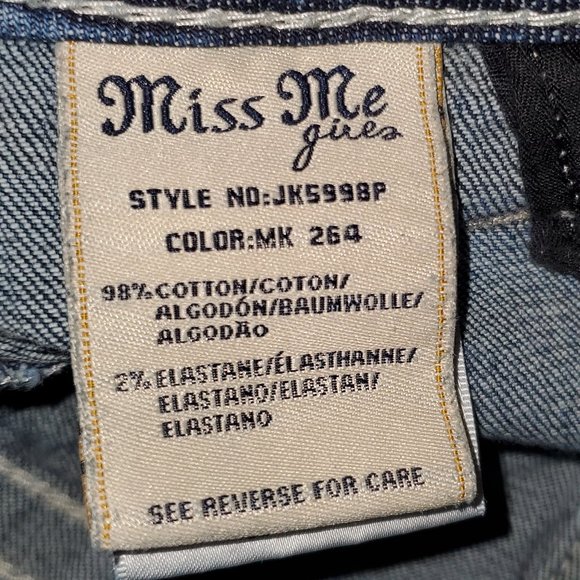 Miss Me
girls
STYLE NO:JK5998P
COLOR:MK 264
98% COTTON/COTON/
ALGODÓN/BAUMWOLLE/
ALGODÃO
2% ELASTANE/ÉLASTHANNE/
ELASTANO/ELASTAN/
ELASTANO
SEE REVERSE FOR CARE